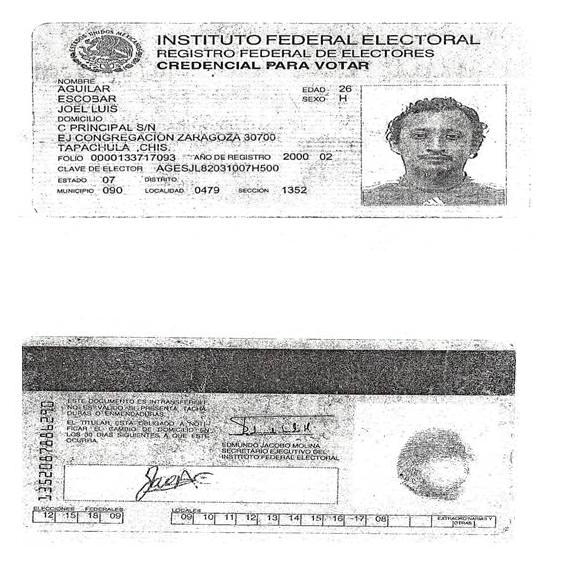 ESTADOS UNIDOS MEXICANOS
INSTITUTO FEDERAL ELECTORAL
REGISTRO FEDERAL DE ELECTORES
CREDENCIAL PARA VOTAR
NOMBRE
AGUILAR
ESCOBAR
JOEL LUIS
EDAD 26
SEXO H
DOMICILIO
C PRINCIPAL S/N
EJ CONGREGACION ZARAGOZA 30700
TAPACHULA ,CHIS.
FOLIO 0000133717093 AÑO DE REGISTRO 2000 02
CLAVE DE ELECTOR AGESJL82031007H500
ESTADO 07 DISTRITO
MUNICIPIO 090 LOCALIDAD 0479 SECCION 1352
ESTE DOCUMENTO ES INTRANSFERIBLE
NO ES VALIDO SI PRESENTA TACHA-
DURAS O ENMENDADURAS.
EL TITULAR ESTA OBLIGADO A NOTI-
FICAR EL CAMBIO DE DOMICILIO EN
LOS 30 DIAS SIGUIENTES A QUE ESTE
OCURRA.
EDMUNDO JACOBO MOLINA
SECRETARIO EJECUTIVO DEL
INSTITUTO FEDERAL ELECTORAL
ELECCIONES FEDERALES
12 15 18 09
LOCALES
09 10 11 12 13 14 15 16 17 08
EXTRAORDINARIAS Y OTRAS